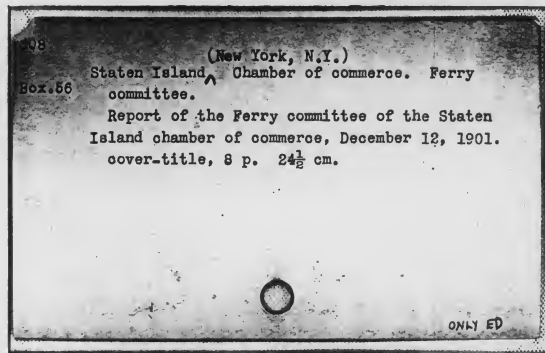 (New York, N.Y.)
Staten Island‸ Chamber of commerce. Ferry
Box.56
committee.
Report of the Ferry committee of the Staten
Island chamber of commerce, December 12, 1901.
cover-title, 8 p. 24½ cm.
ONLY ED